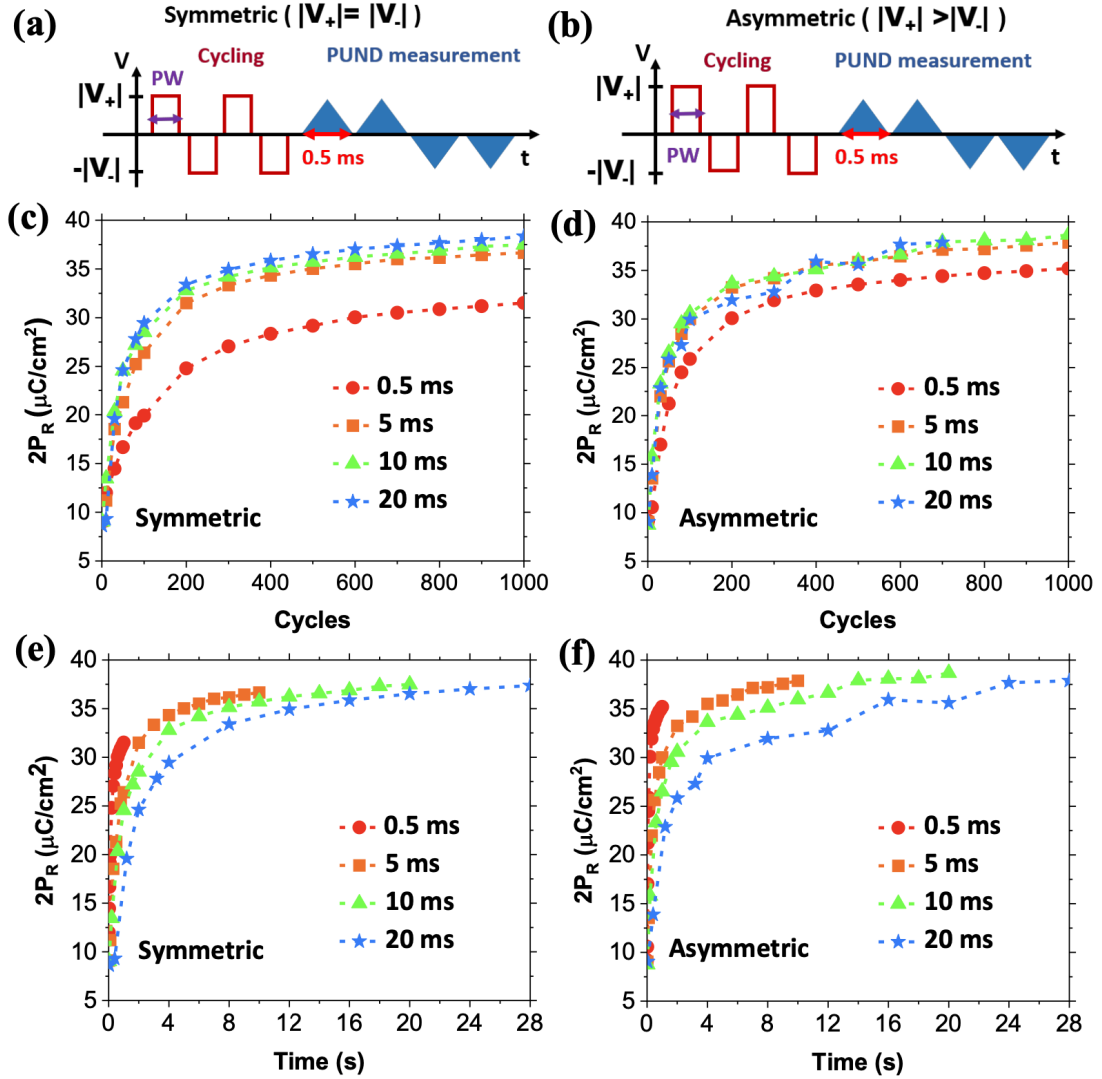 (a)
Symmetric ( |V₊|= |V₋| )
V
Cycling
PUND measurement
PW
|V₊|
0.5 ms
t
-|V₋|
(b)
Asymmetric ( |V₊| >|V₋| )
V
Cycling
PUND measurement
|V₊|
PW
0.5 ms
t
-|V₋|
(c)
40
35
30
25
20
15
10
5
2P_R (μC/cm²)
0.5 ms
5 ms
10 ms
20 ms
Symmetric
0 200 400 600 800 1000
Cycles
(d)
40
35
30
25
20
15
10
5
2P_R (μC/cm²)
0.5 ms
5 ms
10 ms
20 ms
Asymmetric
0 200 400 600 800 1000
Cycles
(e)
40
35
30
25
20
15
10
5
2P_R (μC/cm²)
0.5 ms
5 ms
10 ms
20 ms
Symmetric
0 4 8 12 16 20 24 28
Time (s)
(f)
40
35
30
25
20
15
10
5
2P_R (μC/cm²)
0.5 ms
5 ms
10 ms
20 ms
Asymmetric
0 4 8 12 16 20 24 28
Time (s)